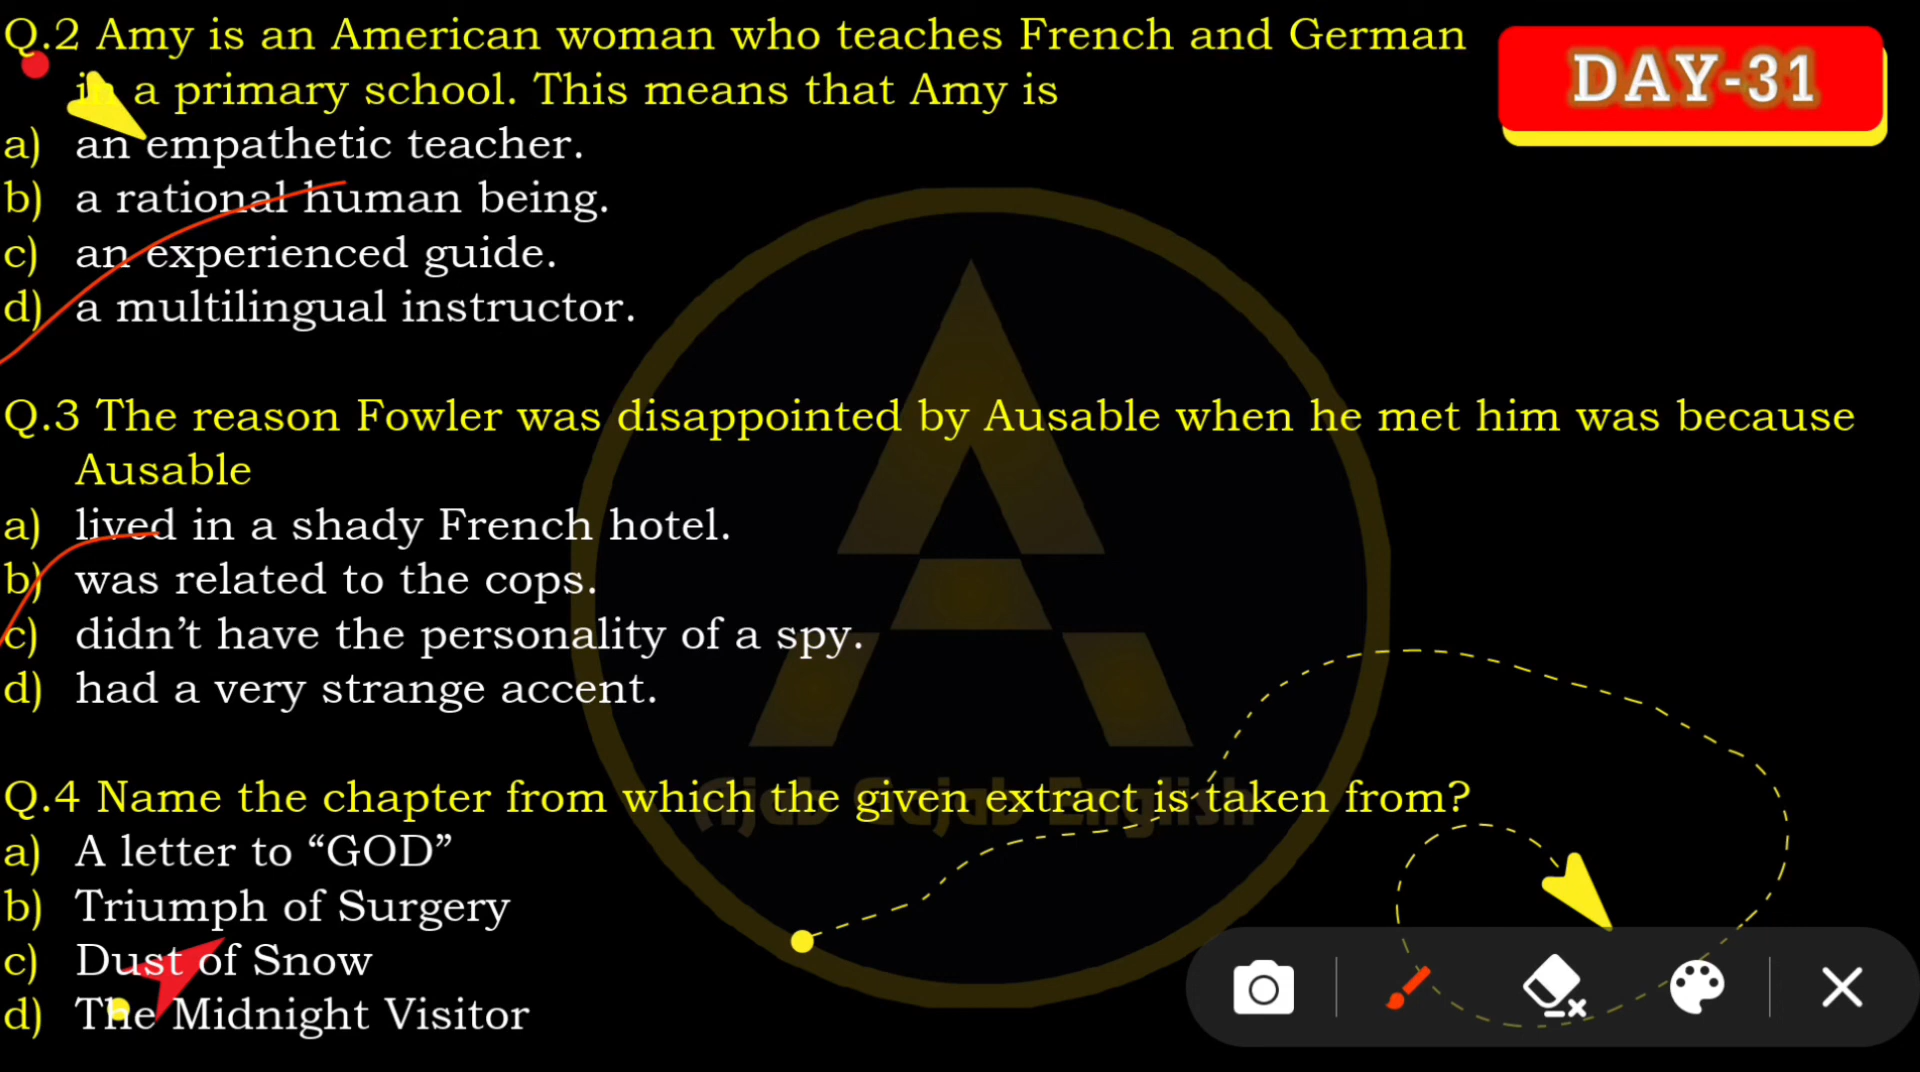 Q.2 Amy is an American woman who teaches French and German
in a primary school. This means that Amy is
DAY-31
a) an empathetic teacher.
b) a rational human being.
c) an experienced guide.
d) a multilingual instructor.
Q.3 The reason Fowler was disappointed by Ausable when he met him was because
Ausable
a) lived in a shady French hotel.
b) was related to the cops.
c) didn’t have the personality of a spy.
d) had a very strange accent.
Q.4 Name the chapter from which the given extract is taken from?
Ajab Gajab English
a) A letter to “GOD”
b) Triumph of Surgery
c) Dust of Snow
d) The Midnight Visitor